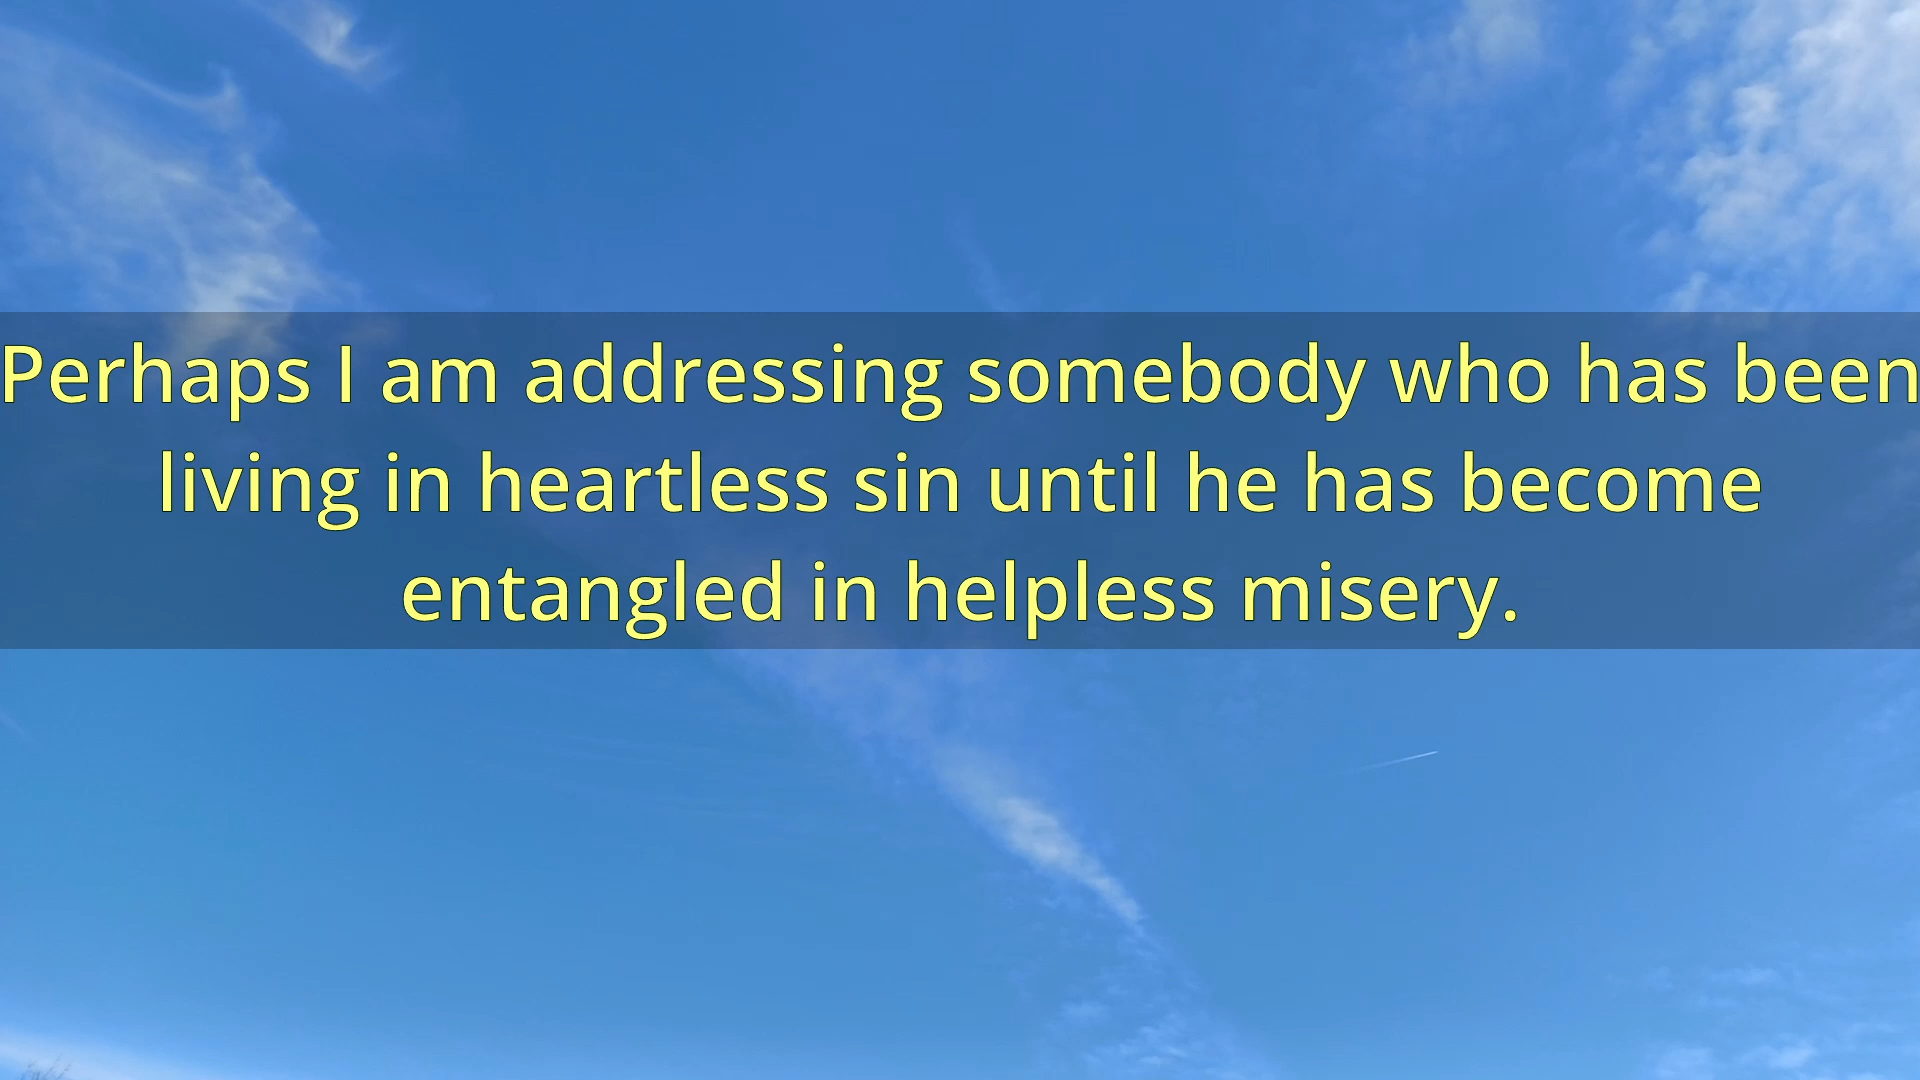 Perhaps I am addressing somebody who has been
living in heartless sin until he has become
entangled in helpless misery.